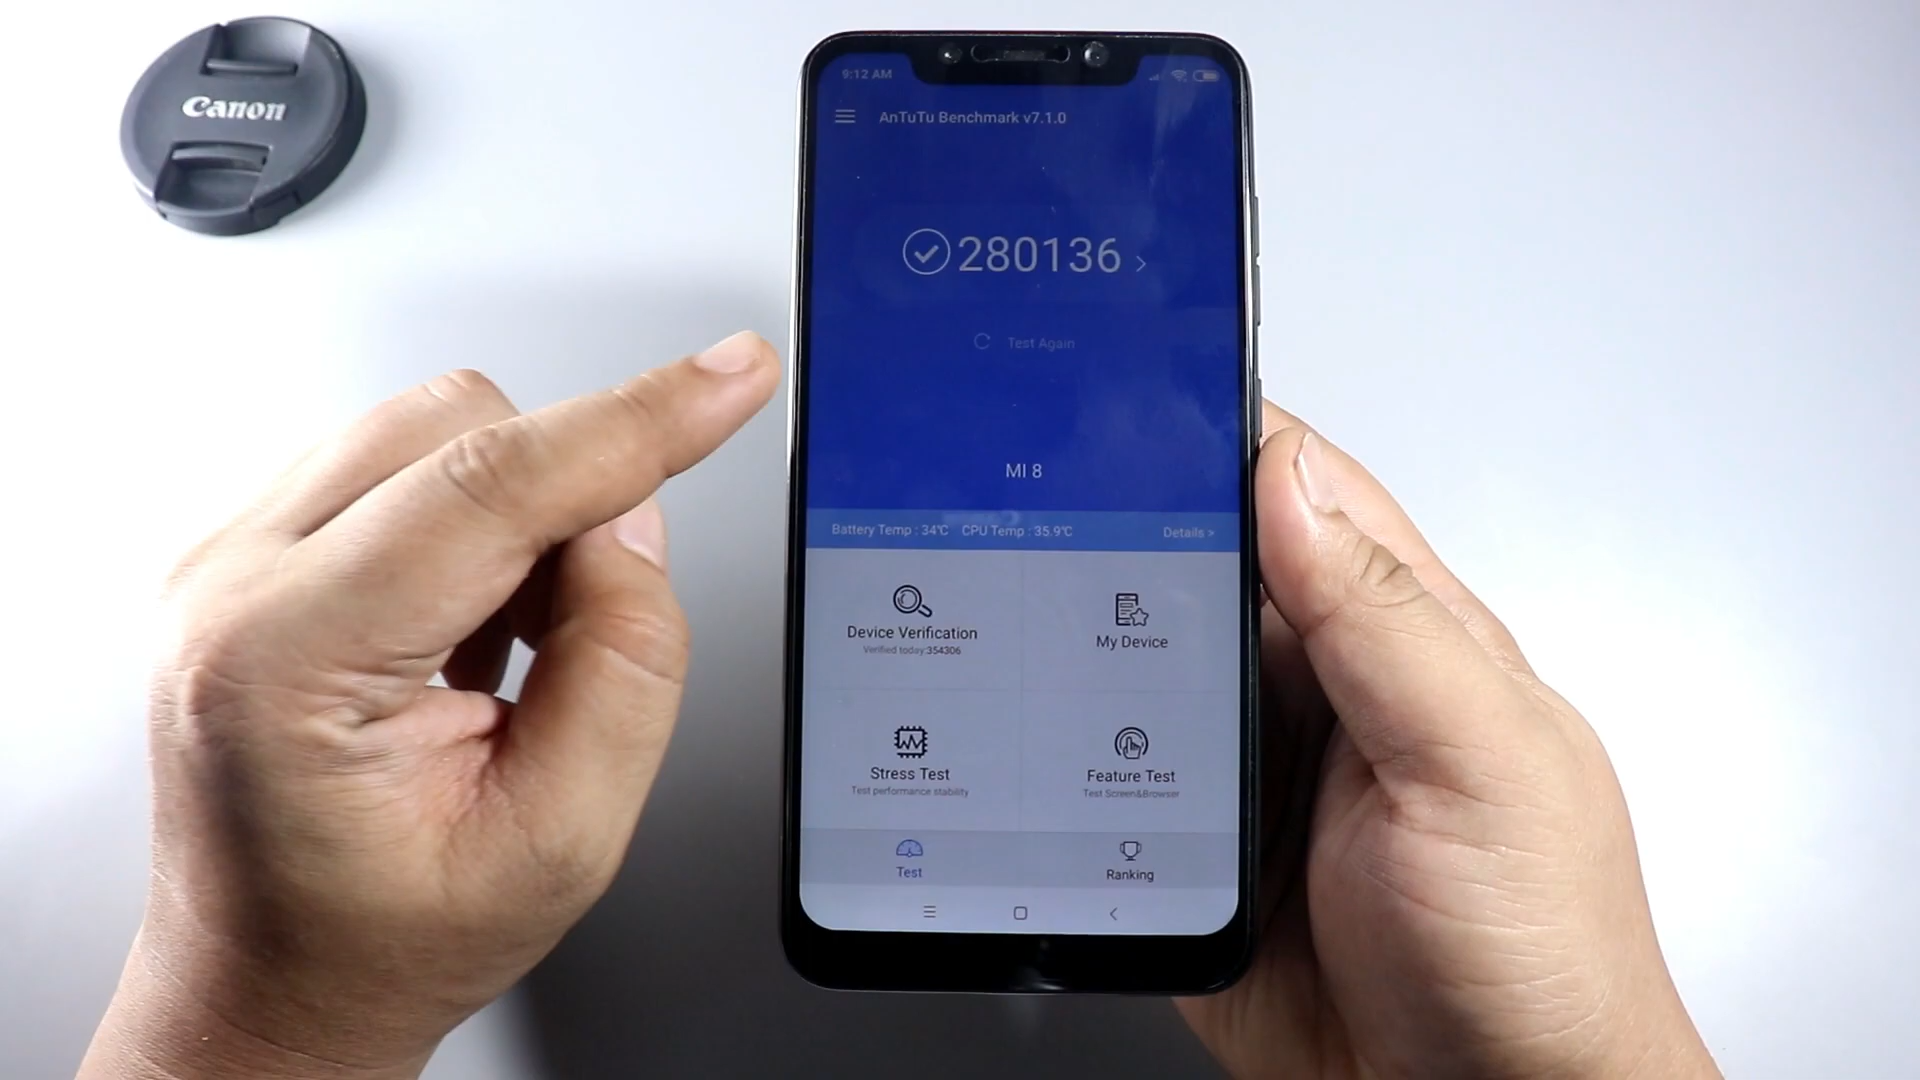 Canon
9:12 AM
AnTuTu Benchmark v7.1.0
280136 >
Test Again
MI 8
Battery Temp : 34℃ CPU Temp : 35.9℃ Details >
Device Verification
Verified today:354306
My Device
Stress Test
Test performance stability
Feature Test
Test Screen&Browser
Test
Ranking